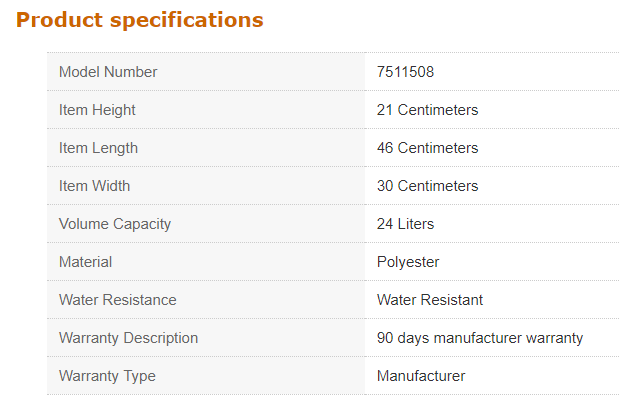 Product specifications
Model Number 7511508
Item Height 21 Centimeters
Item Length 46 Centimeters
Item Width 30 Centimeters
Volume Capacity 24 Liters
Material Polyester
Water Resistance Water Resistant
Warranty Description 90 days manufacturer warranty
Warranty Type Manufacturer